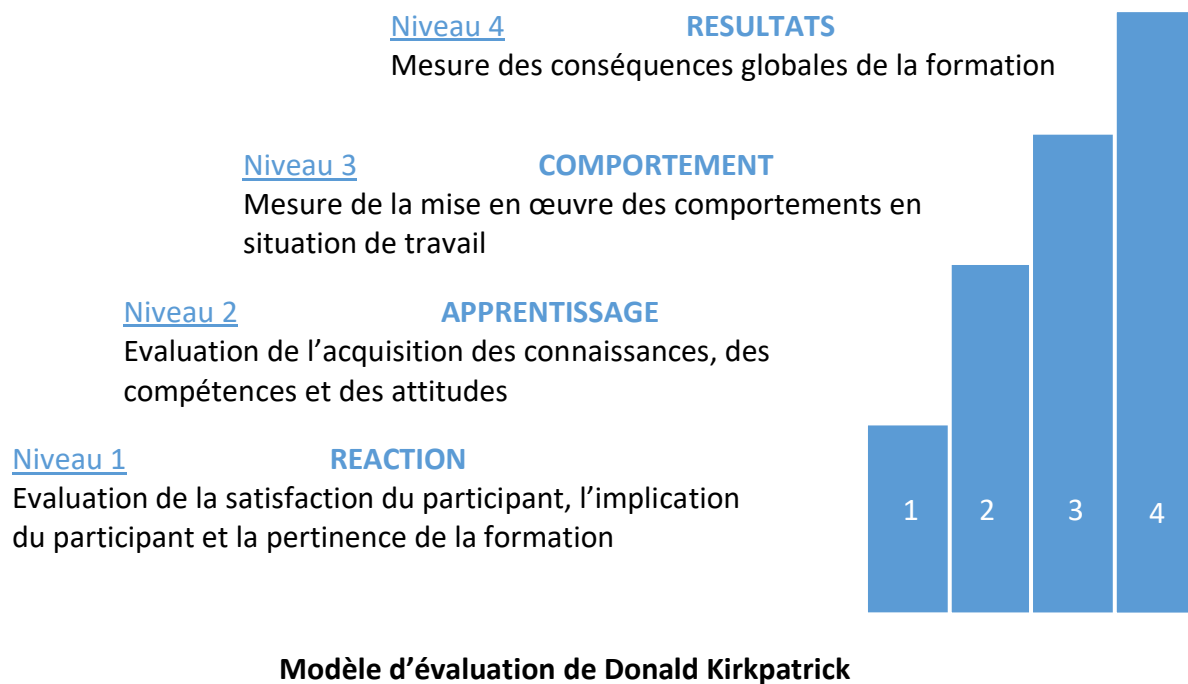 Niveau 4 RESULTATS
Mesure des conséquences globales de la formation
Niveau 3 COMPORTEMENT
Mesure de la mise en œuvre des comportements en
situation de travail
Niveau 2 APPRENTISSAGE
Evaluation de l’acquisition des connaissances, des
compétences et des attitudes
Niveau 1 REACTION
Evaluation de la satisfaction du participant, l’implication
du participant et la pertinence de la formation
1 2 3 4
Modèle d’évaluation de Donald Kirkpatrick